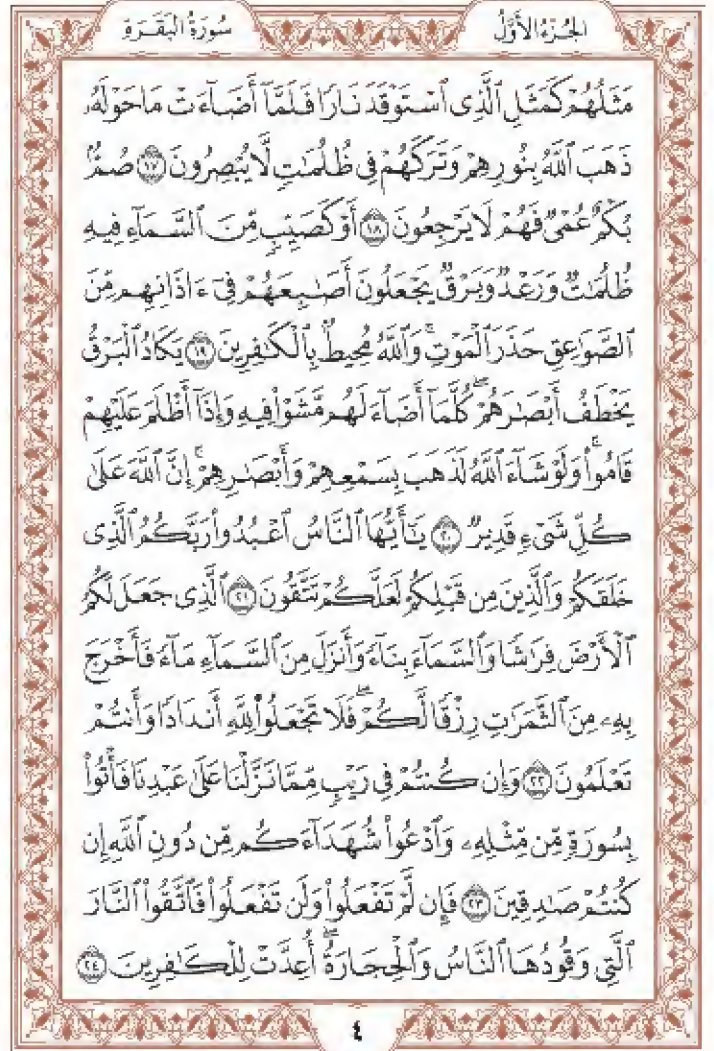 الجُزْءُ الأَوَّلُ
سُورَةُ البَقَرَةِ
مَثَلُهُمْ كَمَثَلِ ٱلَّذِى ٱسْتَوْقَدَ نَارًا فَلَمَّآ أَضَآءَتْ مَا حَوْلَهُۥ
ذَهَبَ ٱللَّهُ بِنُورِهِمْ وَتَرَكَهُمْ فِى ظُلُمَٰتٍ لَّا يُبْصِرُونَ ١٧ صُمٌّۢ
بُكْمٌ عُمْىٌ فَهُمْ لَا يَرْجِعُونَ ١٨ أَوْ كَصَيِّبٍ مِّنَ ٱلسَّمَآءِ فِيهِ
ظُلُمَٰتٌ وَرَعْدٌ وَبَرْقٌ يَجْعَلُونَ أَصَٰبِعَهُمْ فِىٓ ءَاذَانِهِم مِّنَ
ٱلصَّوَٰعِقِ حَذَرَ ٱلْمَوْتِ ۚ وَٱللَّهُ مُحِيطٌۢ بِٱلْكَٰفِرِينَ ١٩ يَكَادُ ٱلْبَرْقُ
يَخْطَفُ أَبْصَٰرَهُمْ ۖ كُلَّمَآ أَضَآءَ لَهُم مَّشَوْا۟ فِيهِ وَإِذَآ أَظْلَمَ عَلَيْهِمْ
قَامُوا۟ ۚ وَلَوْ شَآءَ ٱللَّهُ لَذَهَبَ بِسَمْعِهِمْ وَأَبْصَٰرِهِمْ ۚ إِنَّ ٱللَّهَ عَلَىٰ
كُلِّ شَىْءٍ قَدِيرٌ ٢٠ يَٰٓأَيُّهَا ٱلنَّاسُ ٱعْبُدُوا۟ رَبَّكُمُ ٱلَّذِى
خَلَقَكُمْ وَٱلَّذِينَ مِن قَبْلِكُمْ لَعَلَّكُمْ تَتَّقُونَ ٢١ ٱلَّذِى جَعَلَ لَكُمُ
ٱلْأَرْضَ فِرَٰشًا وَٱلسَّمَآءَ بِنَآءً وَأَنزَلَ مِنَ ٱلسَّمَآءِ مَآءً فَأَخْرَجَ
بِهِۦ مِنَ ٱلثَّمَرَٰتِ رِزْقًا لَّكُمْ ۖ فَلَا تَجْعَلُوا۟ لِلَّهِ أَندَادًا وَأَنتُمْ
تَعْلَمُونَ ٢٢ وَإِن كُنتُمْ فِى رَيْبٍ مِّمَّا نَزَّلْنَا عَلَىٰ عَبْدِنَا فَأْتُوا۟
بِسُورَةٍ مِّن مِّثْلِهِۦ وَٱدْعُوا۟ شُهَدَآءَكُم مِّن دُونِ ٱللَّهِ إِن
كُنتُمْ صَٰدِقِينَ ٢٣ فَإِن لَّمْ تَفْعَلُوا۟ وَلَن تَفْعَلُوا۟ فَٱتَّقُوا۟ ٱلنَّارَ
ٱلَّتِى وَقُودُهَا ٱلنَّاسُ وَٱلْحِجَارَةُ ۖ أُعِدَّتْ لِلْكَٰفِرِينَ ٢٤
٤